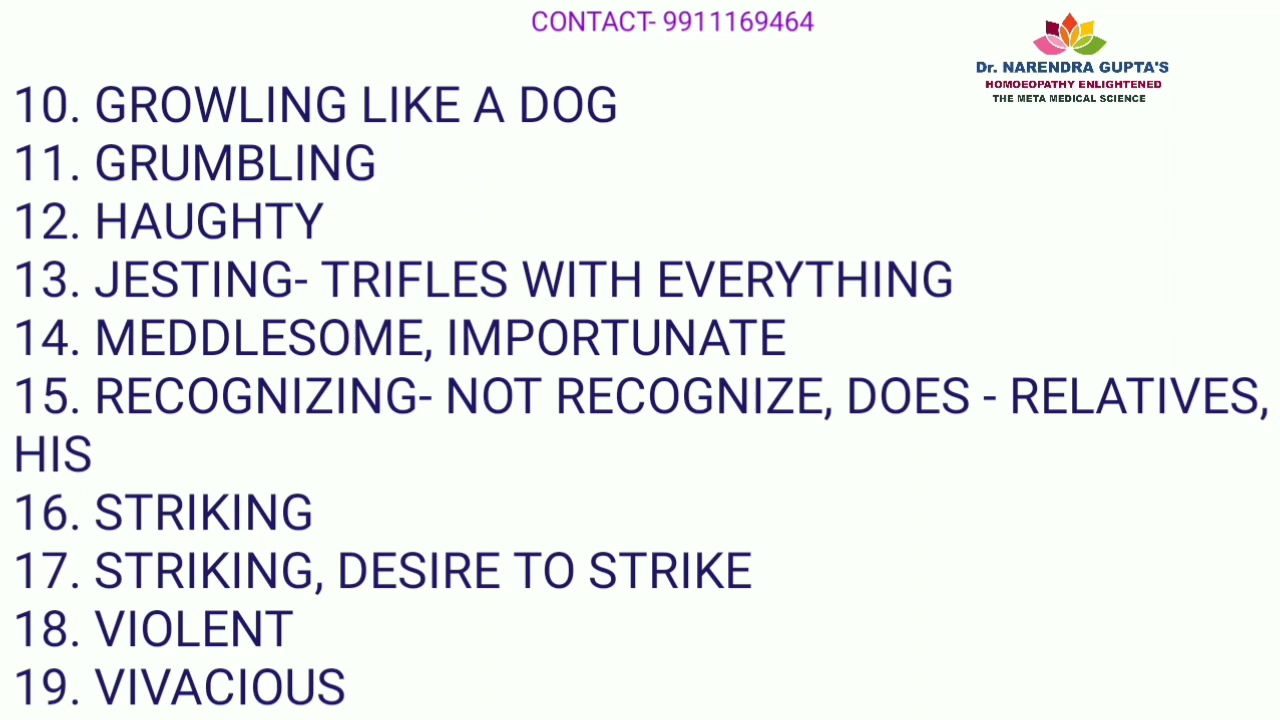 CONTACT- 9911169464
Dr. NARENDRA GUPTA'S
HOMOEOPATHY ENLIGHTENED
THE META MEDICAL SCIENCE
10. GROWLING LIKE A DOG
11. GRUMBLING
12. HAUGHTY
13. JESTING- TRIFLES WITH EVERYTHING
14. MEDDLESOME, IMPORTUNATE
15. RECOGNIZING- NOT RECOGNIZE, DOES - RELATIVES,
HIS
16. STRIKING
17. STRIKING, DESIRE TO STRIKE
18. VIOLENT
19. VIVACIOUS